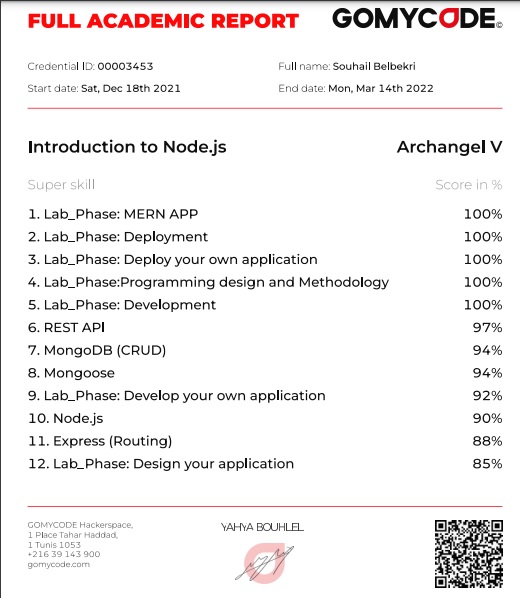 FULL ACADEMIC REPORT GOMYCODE©
Credential ID: 00003453 Full name: Souhail Belbekri
Start date: Sat, Dec 18th 2021 End date: Mon, Mar 14th 2022
Introduction to Node.js Archangel V
Super skill Score in %
1. Lab_Phase: MERN APP 100%
2. Lab_Phase: Deployment 100%
3. Lab_Phase: Deploy your own application 100%
4. Lab_Phase:Programming design and Methodology 100%
5. Lab_Phase: Development 100%
6. REST API 97%
7. MongoDB (CRUD) 94%
8. Mongoose 94%
9. Lab_Phase: Develop your own application 92%
10. Node.js 90%
11. Express (Routing) 88%
12. Lab_Phase: Design your application 85%
GOMYCODE Hackerspace,
1 Place Tahar Haddad,
1 Tunis 1053
+216 39 143 900
gomycode.com
YAHYA BOUHLEL